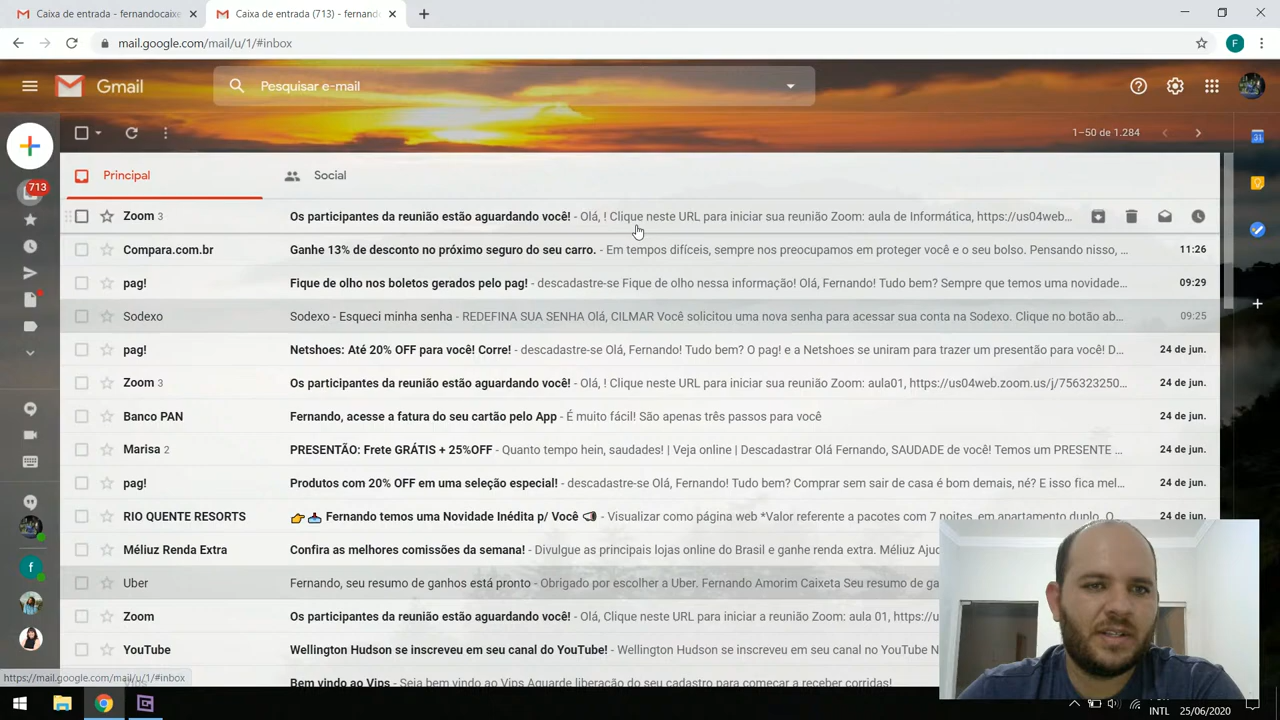 Caixa de entrada - fernandocaixe
Caixa de entrada (713) - fernand
mail.google.com/mail/u/1/#inbox
F
Gmail
Pesquisar e-mail
1–50 de 1.284
31
713
Principal
Social
Zoom 3 Os participantes da reunião estão aguardando você! - Olá, ! Clique neste URL para iniciar sua reunião Zoom: aula de Informática, https://us04web...
Compara.com.br Ganhe 13% de desconto no próximo seguro do seu carro. - Em tempos difíceis, sempre nos preocupamos em proteger você e o seu bolso. Pensando nisso, ... 11:26
pag! Fique de olho nos boletos gerados pelo pag! - descadastre-se Fique de olho nessa informação! Olá, Fernando! Tudo bem? Sempre que temos uma novidade... 09:29
Sodexo Sodexo - Esqueci minha senha - REDEFINA SUA SENHA Olá, CILMAR Você solicitou uma nova senha para acessar sua conta na Sodexo. Clique no botão ab... 09:25
pag! Netshoes: Até 20% OFF para você! Corre! - descadastre-se Olá, Fernando! Tudo bem? O pag! e a Netshoes se uniram para trazer um presentão para você! D... 24 de jun.
Zoom 3 Os participantes da reunião estão aguardando você! - Olá, ! Clique neste URL para iniciar sua reunião Zoom: aula01, https://us04web.zoom.us/j/756323250... 24 de jun.
Banco PAN Fernando, acesse a fatura do seu cartão pelo App - É muito fácil! São apenas três passos para você 24 de jun.
Marisa 2 PRESENTÃO: Frete GRÁTIS + 25%OFF - Quanto tempo hein, saudades! | Veja online | Descadastrar Olá Fernando, SAUDADE de você! Temos um PRESENTE ... 24 de jun.
pag! Produtos com 20% OFF em uma seleção especial! - descadastre-se Olá, Fernando! Tudo bem? Comprar sem sair de casa é bom demais, né? E isso fica mel... 24 de jun.
RIO QUENTE RESORTS Fernando temos uma Novidade Inédita p/ Você - Visualizar como página web *Valor referente a pacotes com 7 noites, em apartamento duplo. O... 24 de jun.
Méliuz Renda Extra Confira as melhores comissões da semana! - Divulgue as principais lojas online do Brasil e ganhe renda extra. Méliuz Ajuc
Uber Fernando, seu resumo de ganhos está pronto - Obrigado por escolher a Uber. Fernando Amorim Caixeta Seu resumo de ga
Zoom Os participantes da reunião estão aguardando você! - Olá, Clique neste URL para iniciar a reunião Zoom: aula 01, https://u
YouTube Wellington Hudson se inscreveu em seu canal do YouTube! - Wellington Hudson se inscreveu em seu canal no YouTube N
https://mail.google.com/mail/u/1/#inbox
Bem vindo ao Vips - Seja bem vindo ao Vips Aguarde liberação do seu cadastro para começar a receber corridas!
f
INTL
25/06/2020